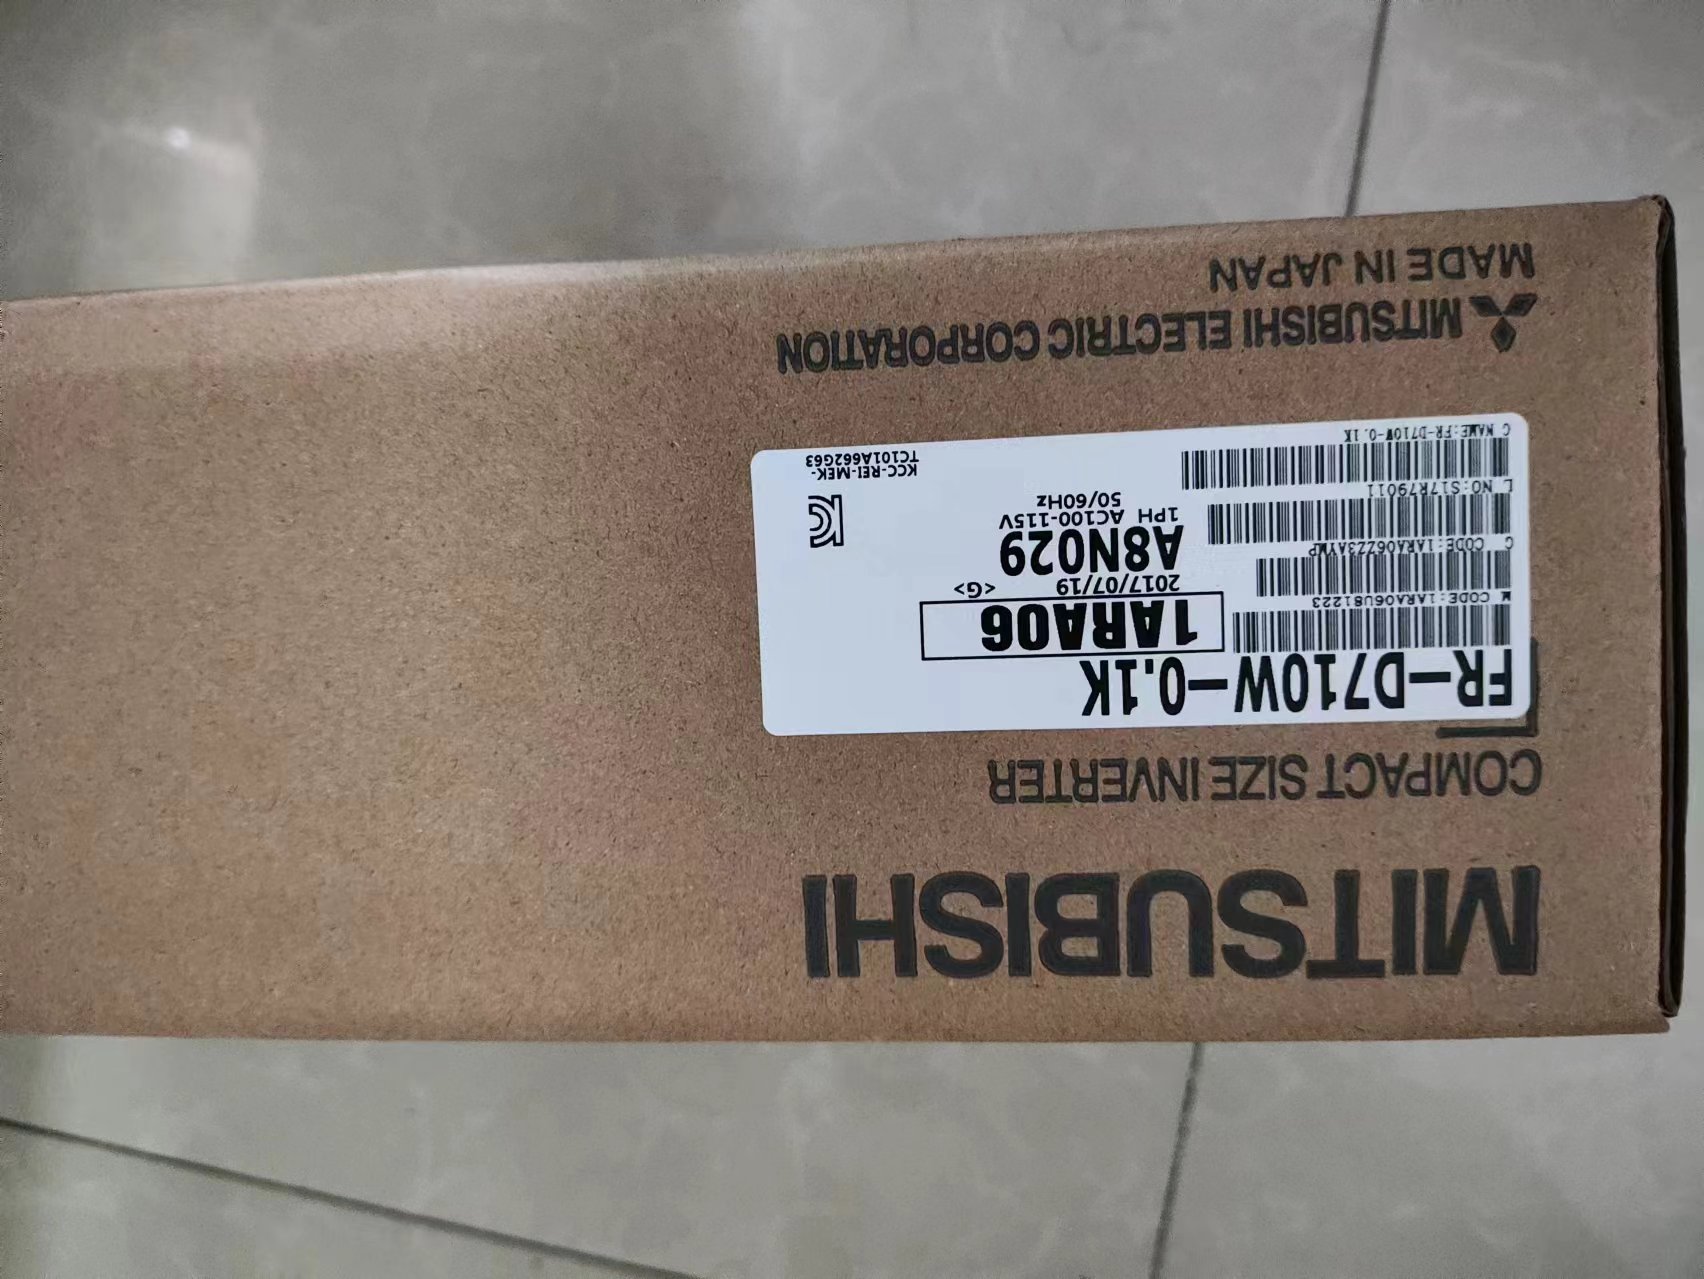 MITSUBISHI
COMPACT SIZE INVERTER
FR-D710W-0.1K
M CODE:1ARA06U81223
1ARA06
2017/07/19 <G>
C CODE:1ARA06ZZ3AYWP
A8N029
1PH AC100-115V
50/60Hz
L NO:S17R79011
C NAME:FR-D710W-0.1K
KCC-REI-MEK-
TC101A662G63
MITSUBISHI ELECTRIC CORPORATION
MADE IN JAPAN